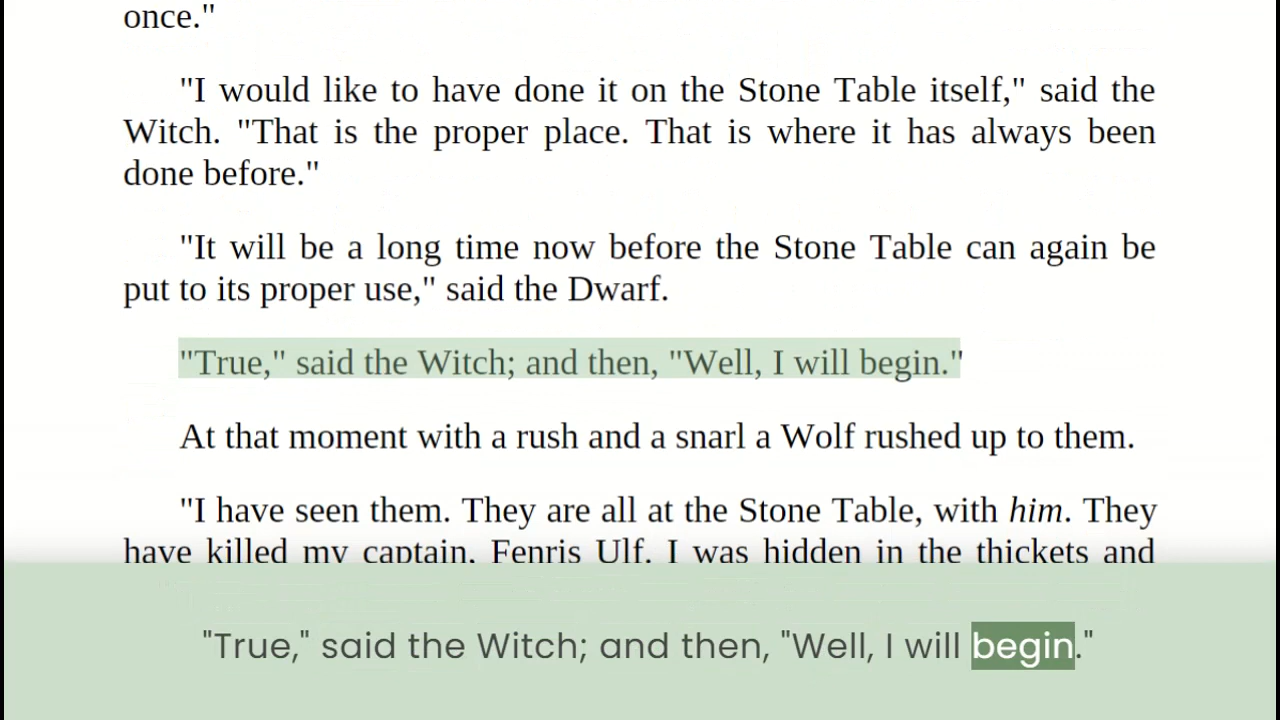 once."
"I would like to have done it on the Stone Table itself," said the
Witch. "That is the proper place. That is where it has always been
done before."
"It will be a long time now before the Stone Table can again be
put to its proper use," said the Dwarf.
"True," said the Witch; and then, "Well, I will begin."
At that moment with a rush and a snarl a Wolf rushed up to them.
"I have seen them. They are all at the Stone Table, with him. They
have killed my captain, Fenris Ulf. I was hidden in the thickets and
"True," said the Witch; and then, "Well, I will begin."